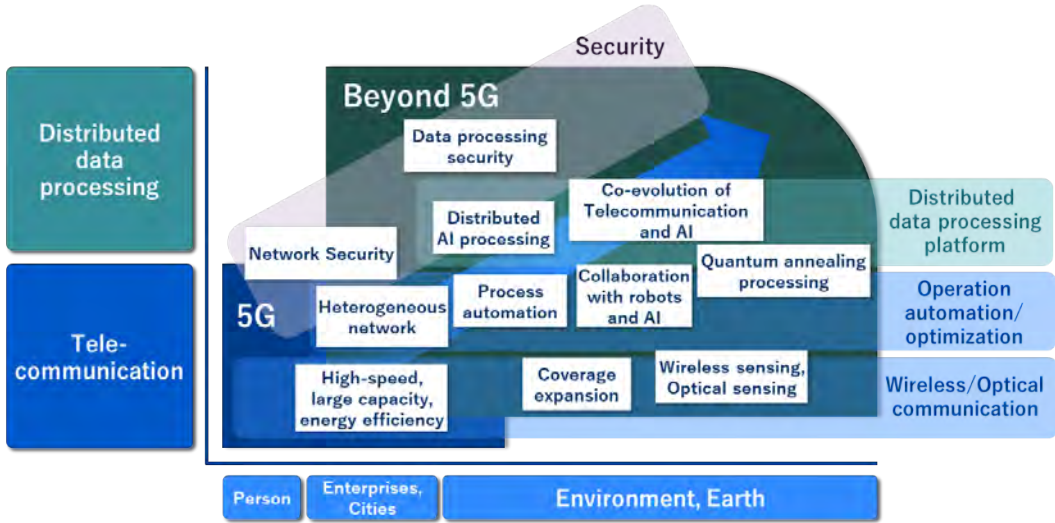 Security
Beyond 5G
Distributed
data
processing
Data processing
security
Co-evolution of
Telecommunication
and AI
Distributed
AI processing
Distributed
data processing
platform
Network Security
Quantum annealing
processing
Collaboration
with robots
and AI
Process
automation
Heterogeneous
network
5G
Operation
automation/
optimization
Tele-
communication
High-speed,
large capacity,
energy efficiency
Coverage
expansion
Wireless sensing,
Optical sensing
Wireless/Optical
communication
Person
Enterprises,
Cities
Environment, Earth